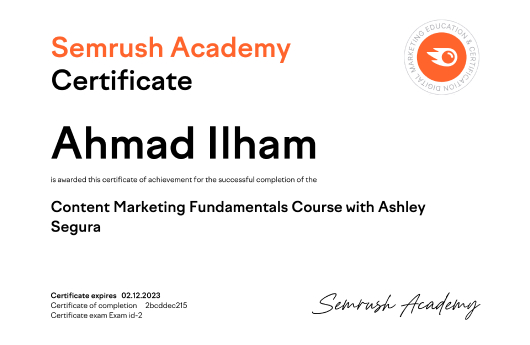 Semrush Academy
Certificate
DIGITAL MARKETING EDUCATION & CERTIFICATION
Ahmad Ilham
is awarded this certificate of achievement for the successful completion of the
Content Marketing Fundamentals Course with Ashley
Segura
Certificate expires 02.12.2023
Certificate of completion 2bcddec215
Certificate exam Exam id-2
Semrush Academy